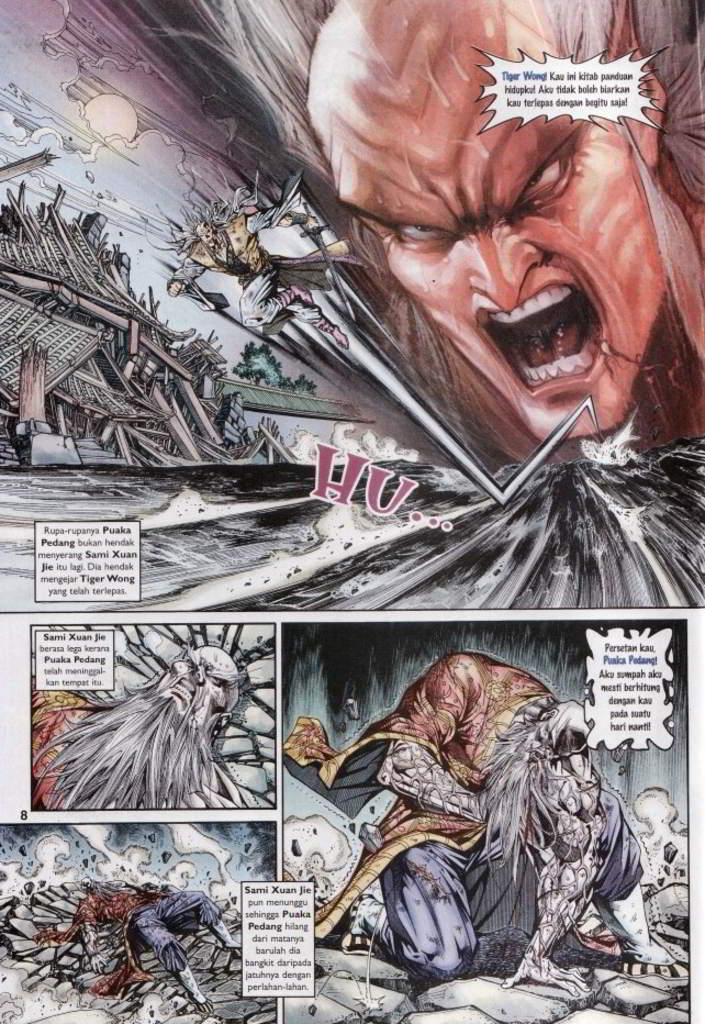 Tiger Wong! Kau ini kitab panduan
hidupku! Aku tidak boleh biarkan
kau terlepas dengan begitu saja!
HU...
Rupa-rupanya Puaka
Pedang bukan hendak
menyerang Sami Xuan
Jie itu lagi. Dia hendak
mengejar Tiger Wong
yang telah terlepas.
Sami Xuan Jie
berasa lega kerana
Puaka Pedang
telah meninggal-
kan tempat itu.
Persetan kau,
Puaka Pedang!
Aku sumpah aku
mesti berhitung
dengan kau
pada suatu
hari nanti!
8
Sami Xuan Jie
pun menunggu
sehingga Puaka
Pedang hilang
dari matanya
barulah dia
bangkit daripada
jatuhnya dengan
perlahan-lahan.